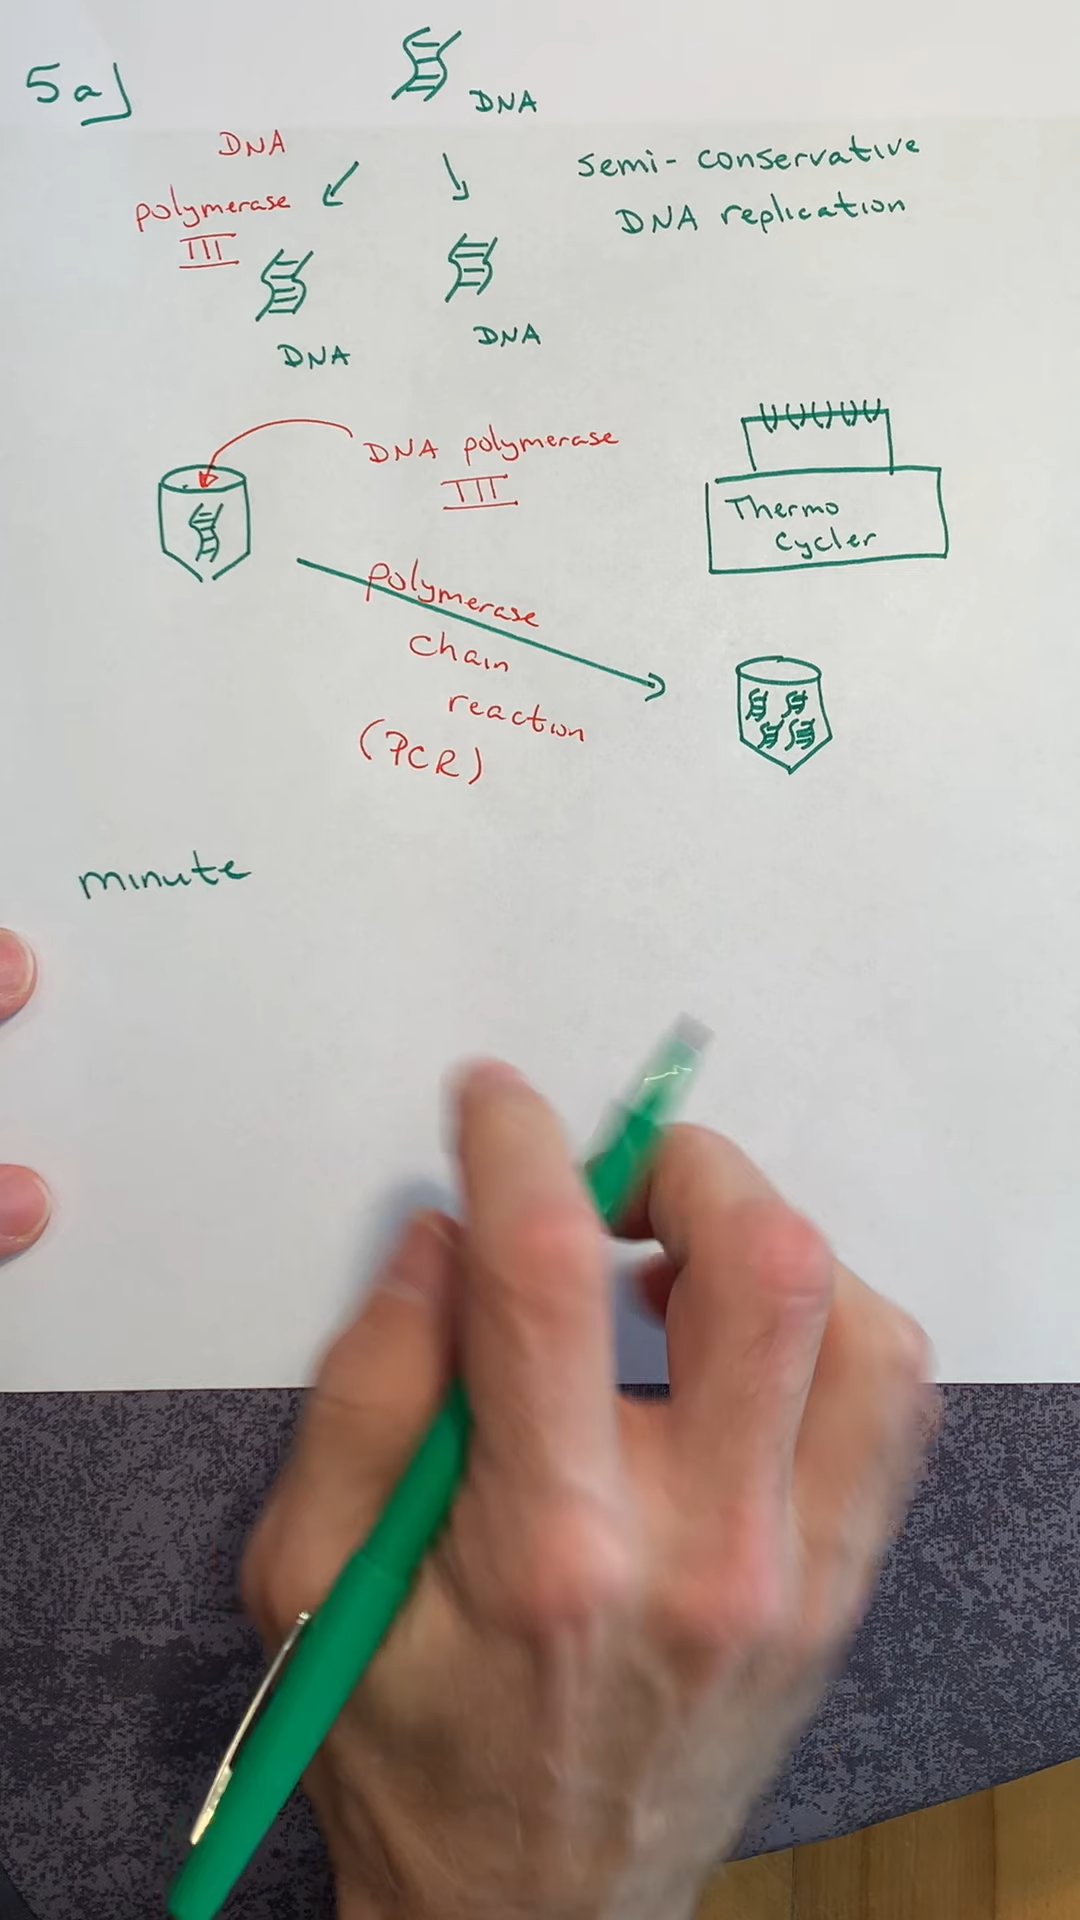 5a)
DNA
DNA
polymerase
III
semi-conservative
DNA replication
DNA
DNA
DNA polymerase
III
Thermo
Cycler
polymerase
chain
reaction
(PCR)
minute